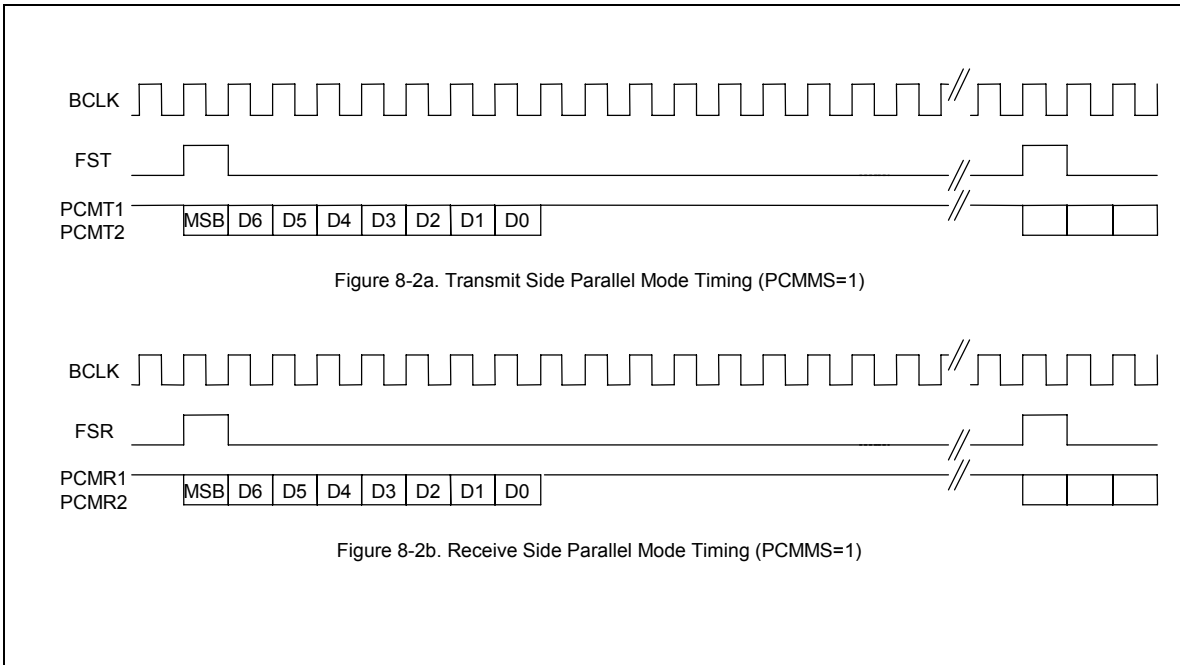 BCLK
FST
PCMT1
PCMT2
MSB D6 D5 D4 D3 D2 D1 D0
Figure 8-2a. Transmit Side Parallel Mode Timing (PCMMS=1)
BCLK
FSR
PCMR1
PCMR2
MSB D6 D5 D4 D3 D2 D1 D0
Figure 8-2b. Receive Side Parallel Mode Timing (PCMMS=1)